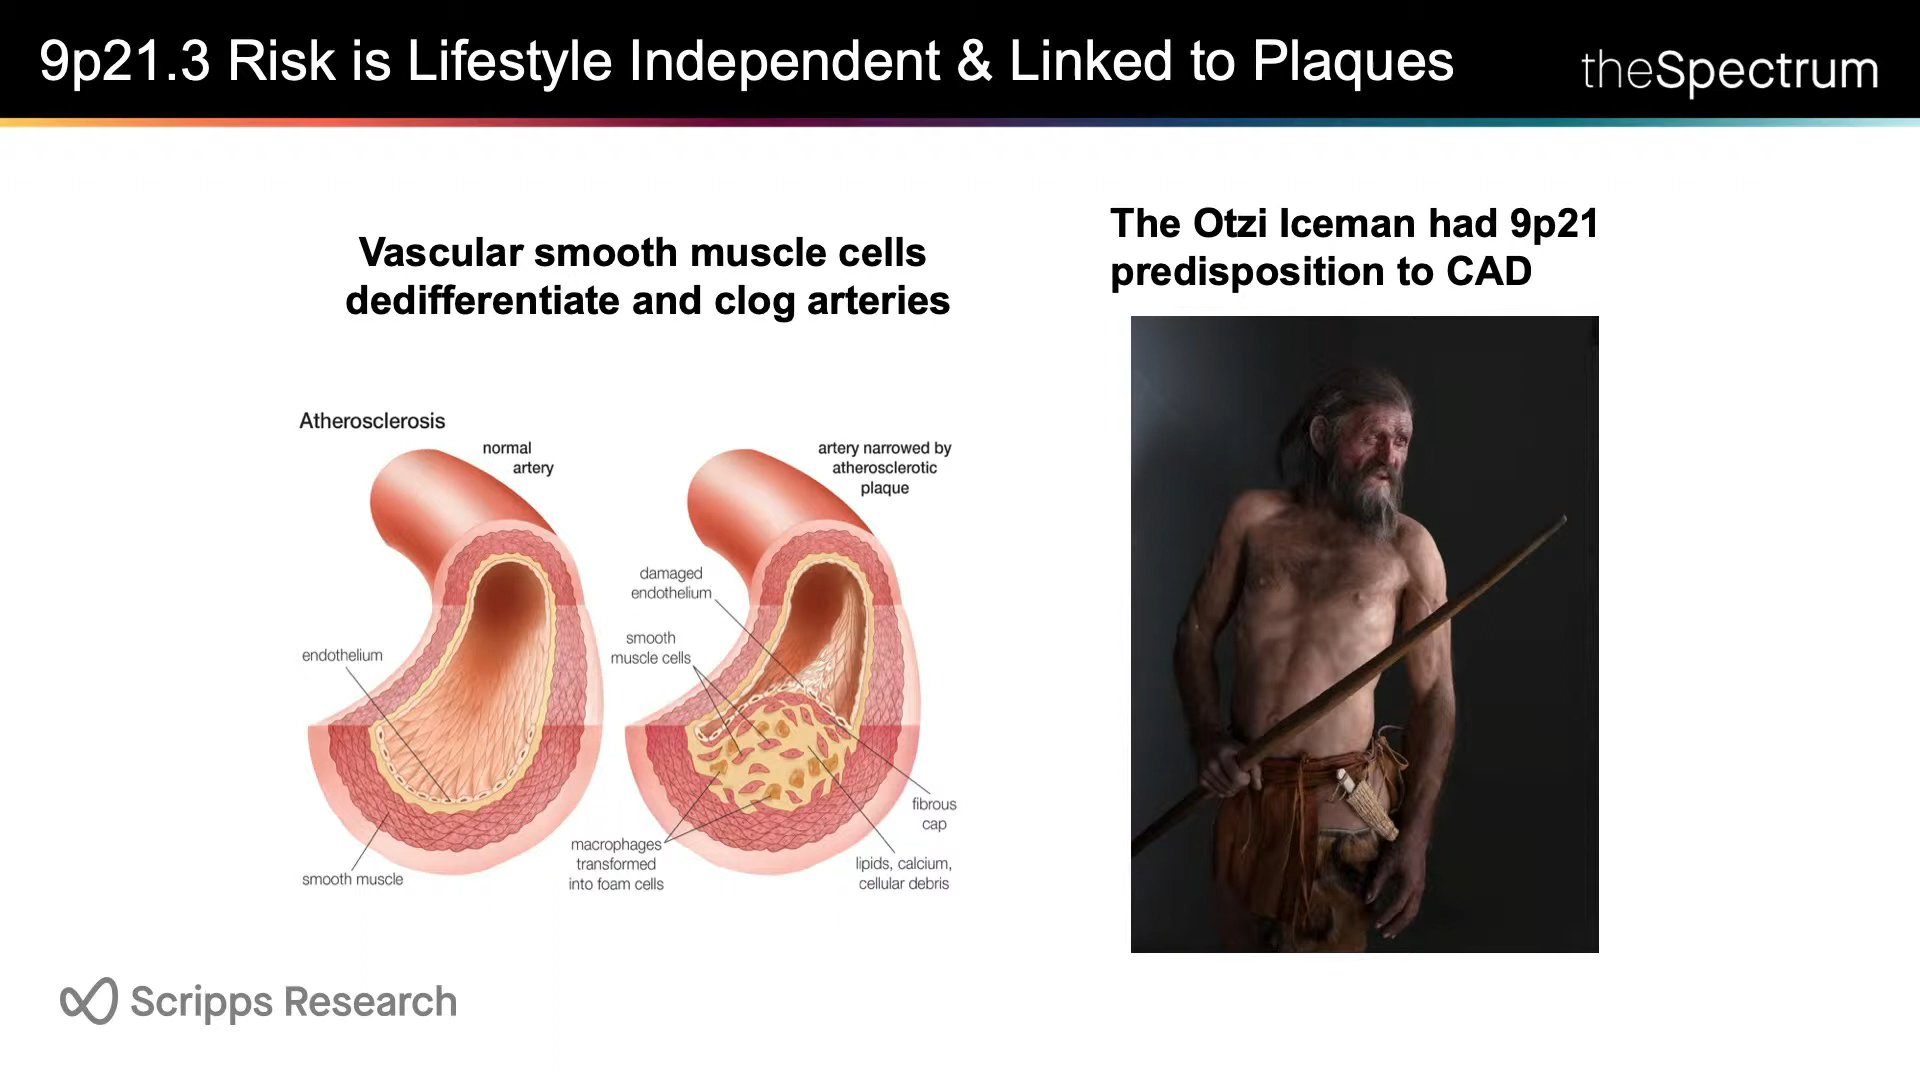 9p21.3 Risk is Lifestyle Independent & Linked to Plaques
theSpectrum
Vascular smooth muscle cells
dedifferentiate and clog arteries
Atherosclerosis
normal
artery
endothelium
smooth muscle
artery narrowed by
atherosclerotic
plaque
damaged
endothelium
smooth
muscle cells
macrophages
transformed
into foam cells
fibrous
cap
lipids, calcium,
cellular debris
The Otzi Iceman had 9p21
predisposition to CAD
Scripps Research